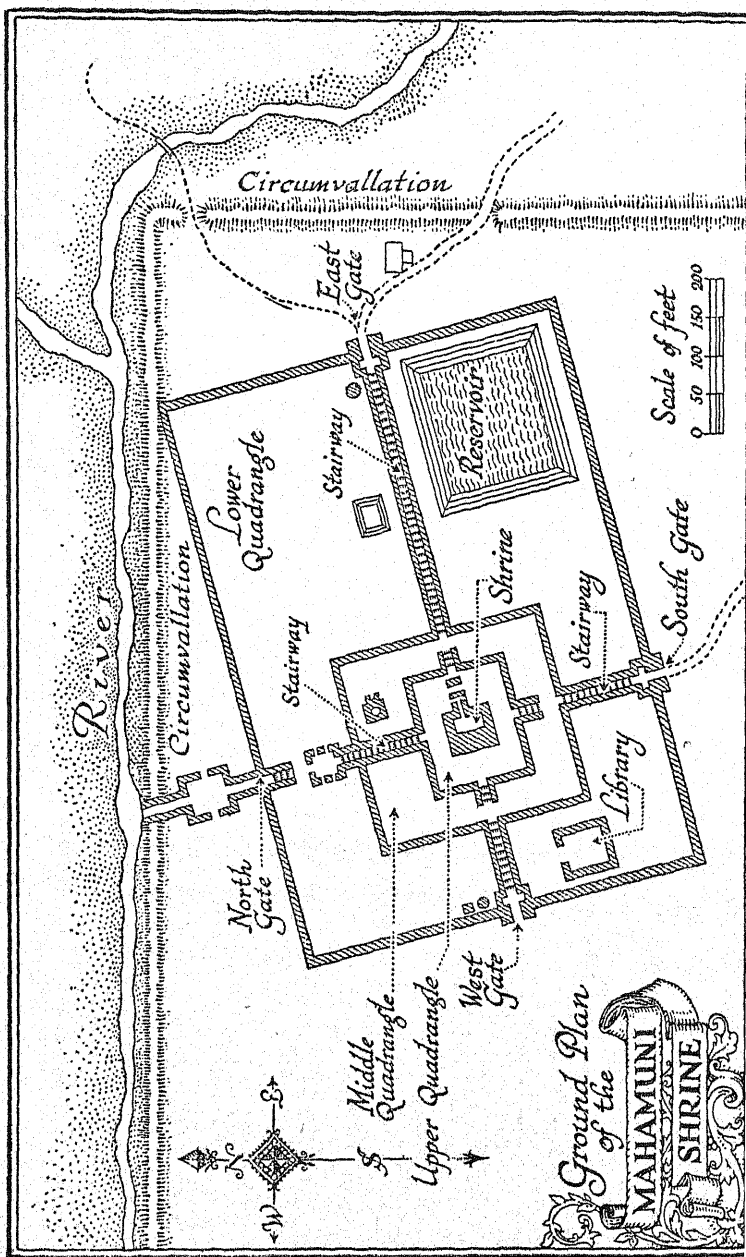 River
Circumvallation
Circumvallation
North
Gate
Lower
Quadrangle
East
Gate
Stairway
Stairway
Reservoir
Shrine
Stairway
South Gate
Library
West
Gate
Middle
Quadrangle
Upper Quadrangle
N
W
E
S
Scale of feet
0 50 100 150 200
Ground Plan
of the
MAHAMUNI
SHRINE